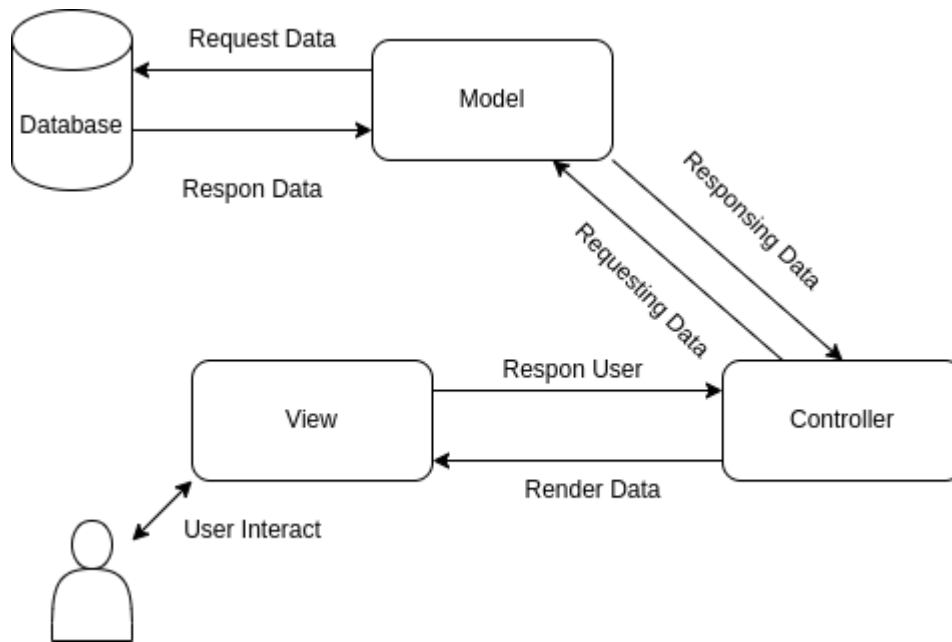 Request Data
Model
Database
Respon Data
Responsing Data
Requesting Data
Respon User
View
Controller
Render Data
User Interact